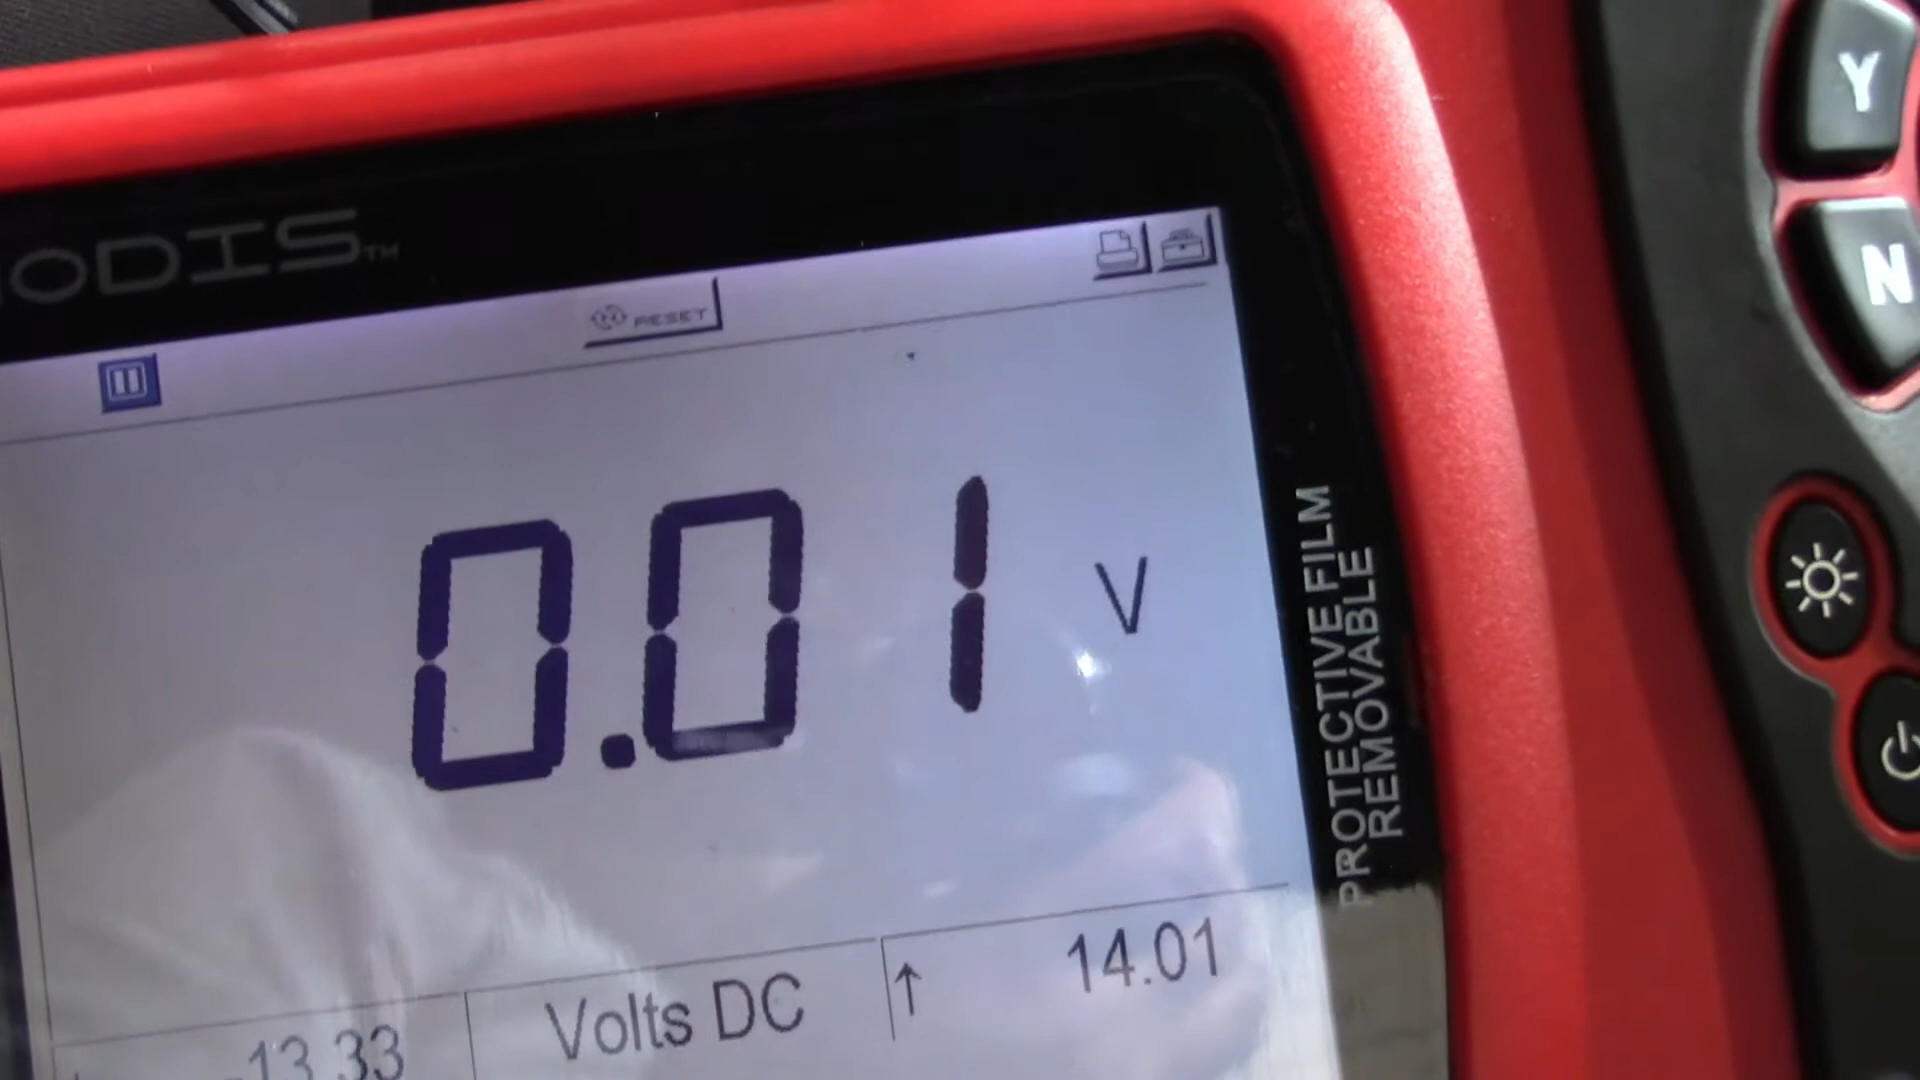 ODIS™
RESET
0.01 V
-13.33
Volts DC
↑ 14.01
PROTECTIVE FILM
REMOVABLE
Y
N